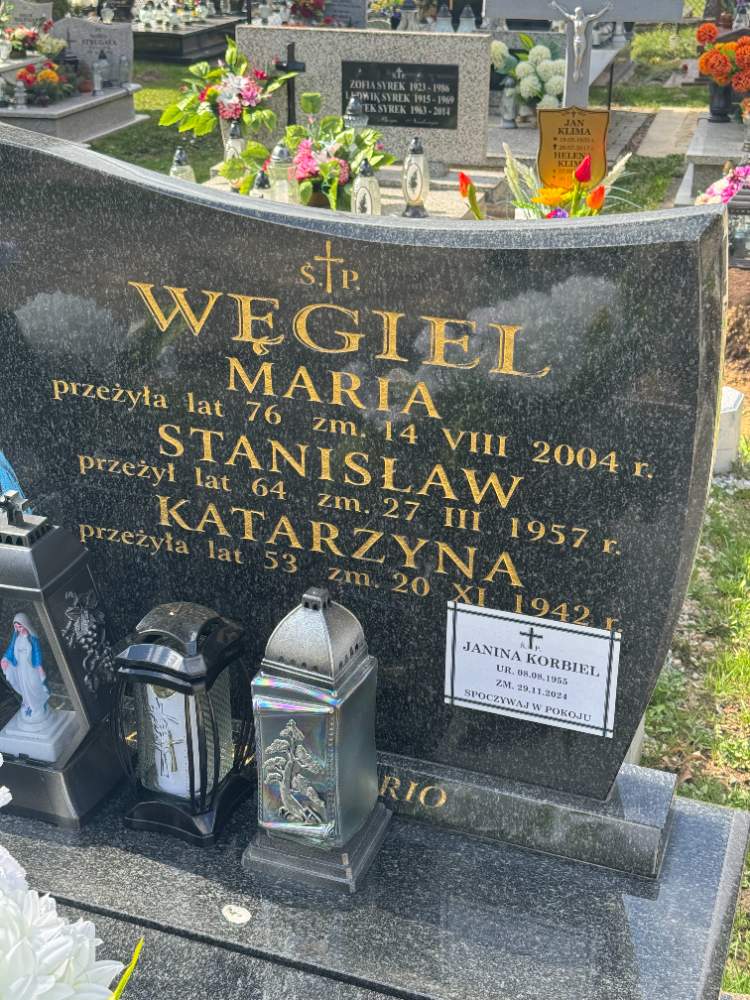 Ś. P.
ZOFIA SYREK 1923 - 1986
LUDWIK SYREK 1915 - 1969
SYREK 1963 - 2014
JAN
KLIMA
HELENA
Ś. P.
WĘGIEL
MARIA
przeżyła lat 76 zm. 14 VIII 2004 r.
STANISŁAW
przeżył lat 64 zm. 27 III 1957 r.
KATARZYNA
przeżyła lat 53 zm. 20 XI 1942 r.
Ś. P.
JANINA KORBIEL
UR. 08.08.1955
ZM. 29.11.2024
SPOCZYWAJ W POKOJU